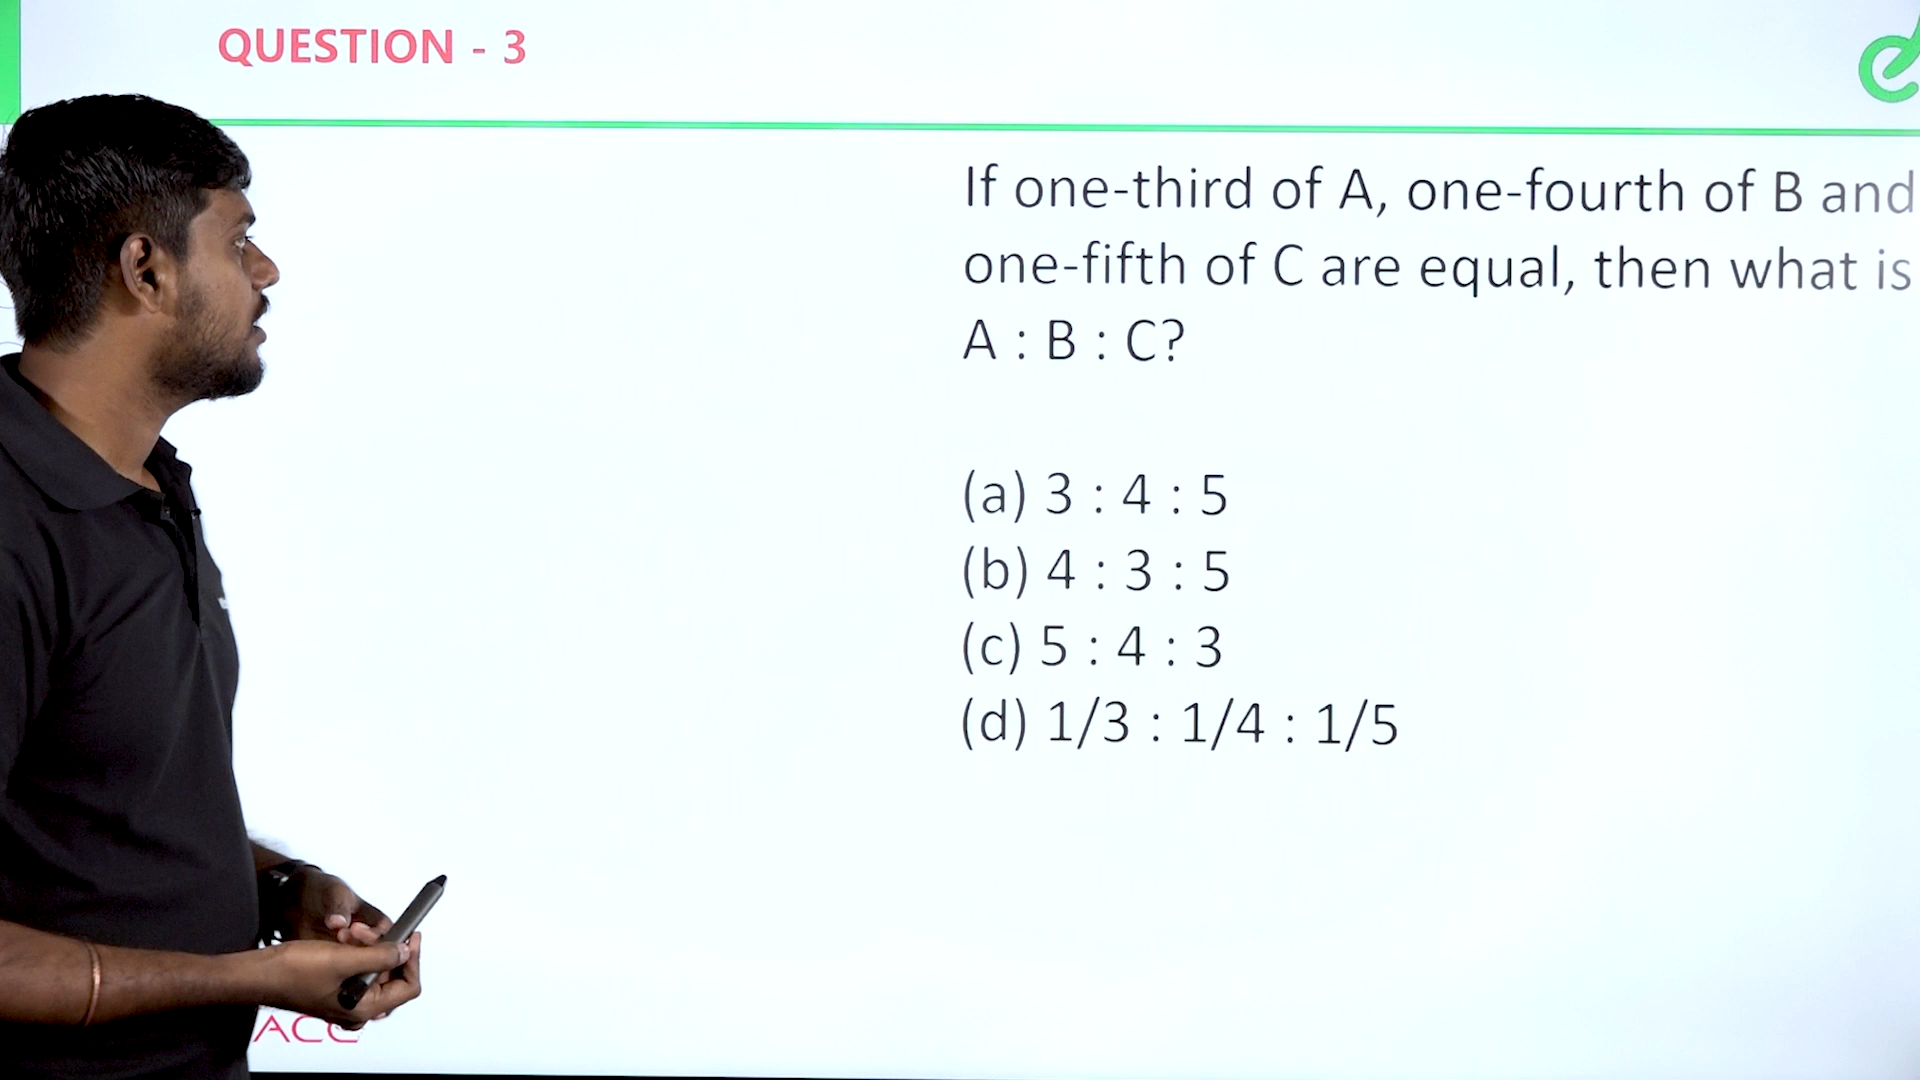 QUESTION - 3
If one-third of A, one-fourth of B and
one-fifth of C are equal, then what is
A : B : C?
(a) 3 : 4 : 5
(b) 4 : 3 : 5
(c) 5 : 4 : 3
(d) 1/3 : 1/4 : 1/5